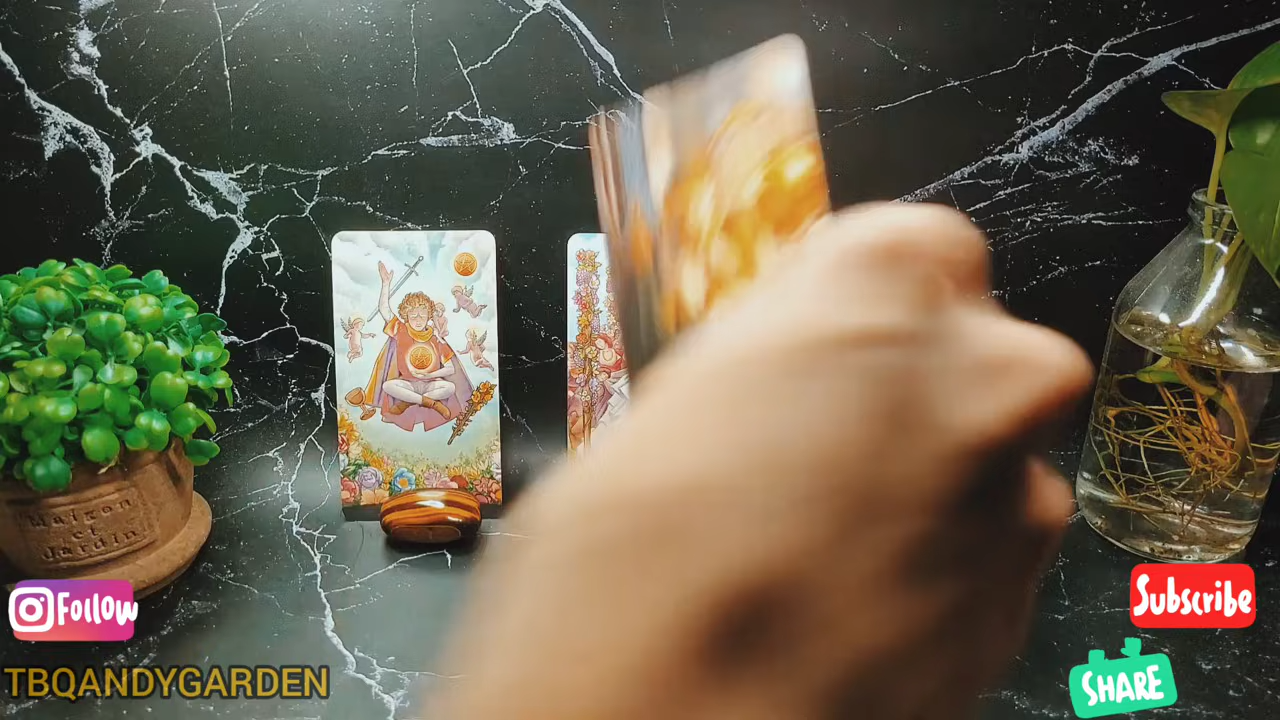 Maison
et
Jardin
Follow
TBQANDYGARDEN
Subscribe
SHARE